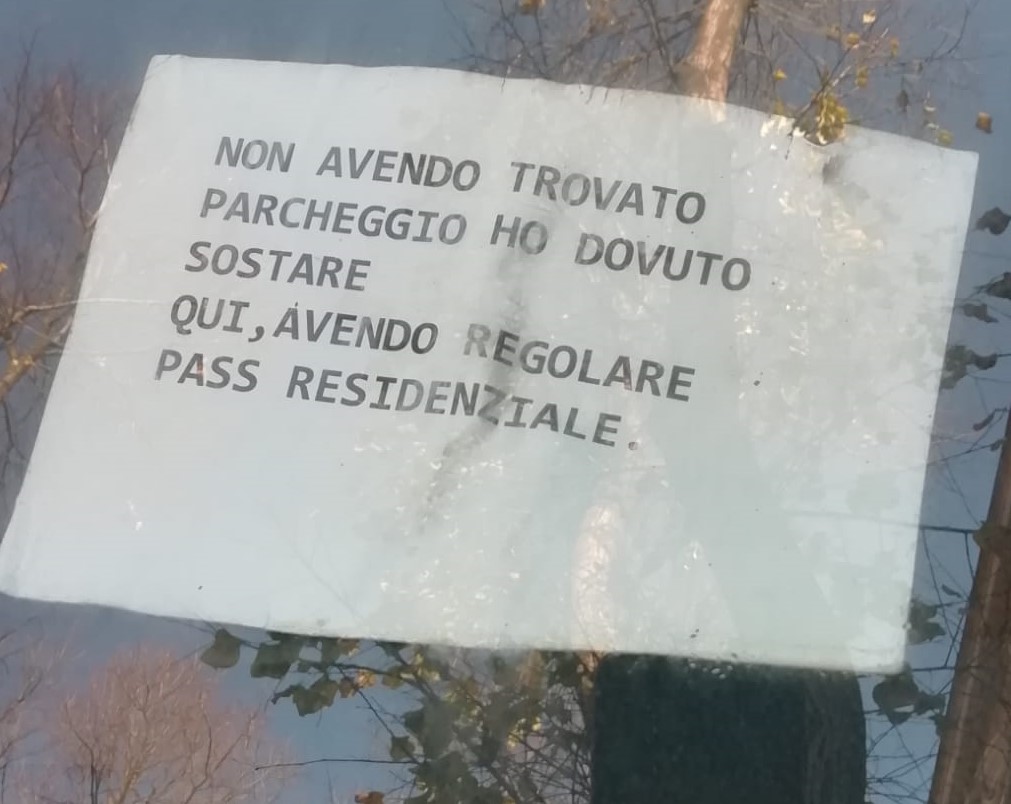 NON AVENDO TROVATO
PARCHEGGIO HO DOVUTO
SOSTARE
QUI,AVENDO REGOLARE
PASS RESIDENZIALE.